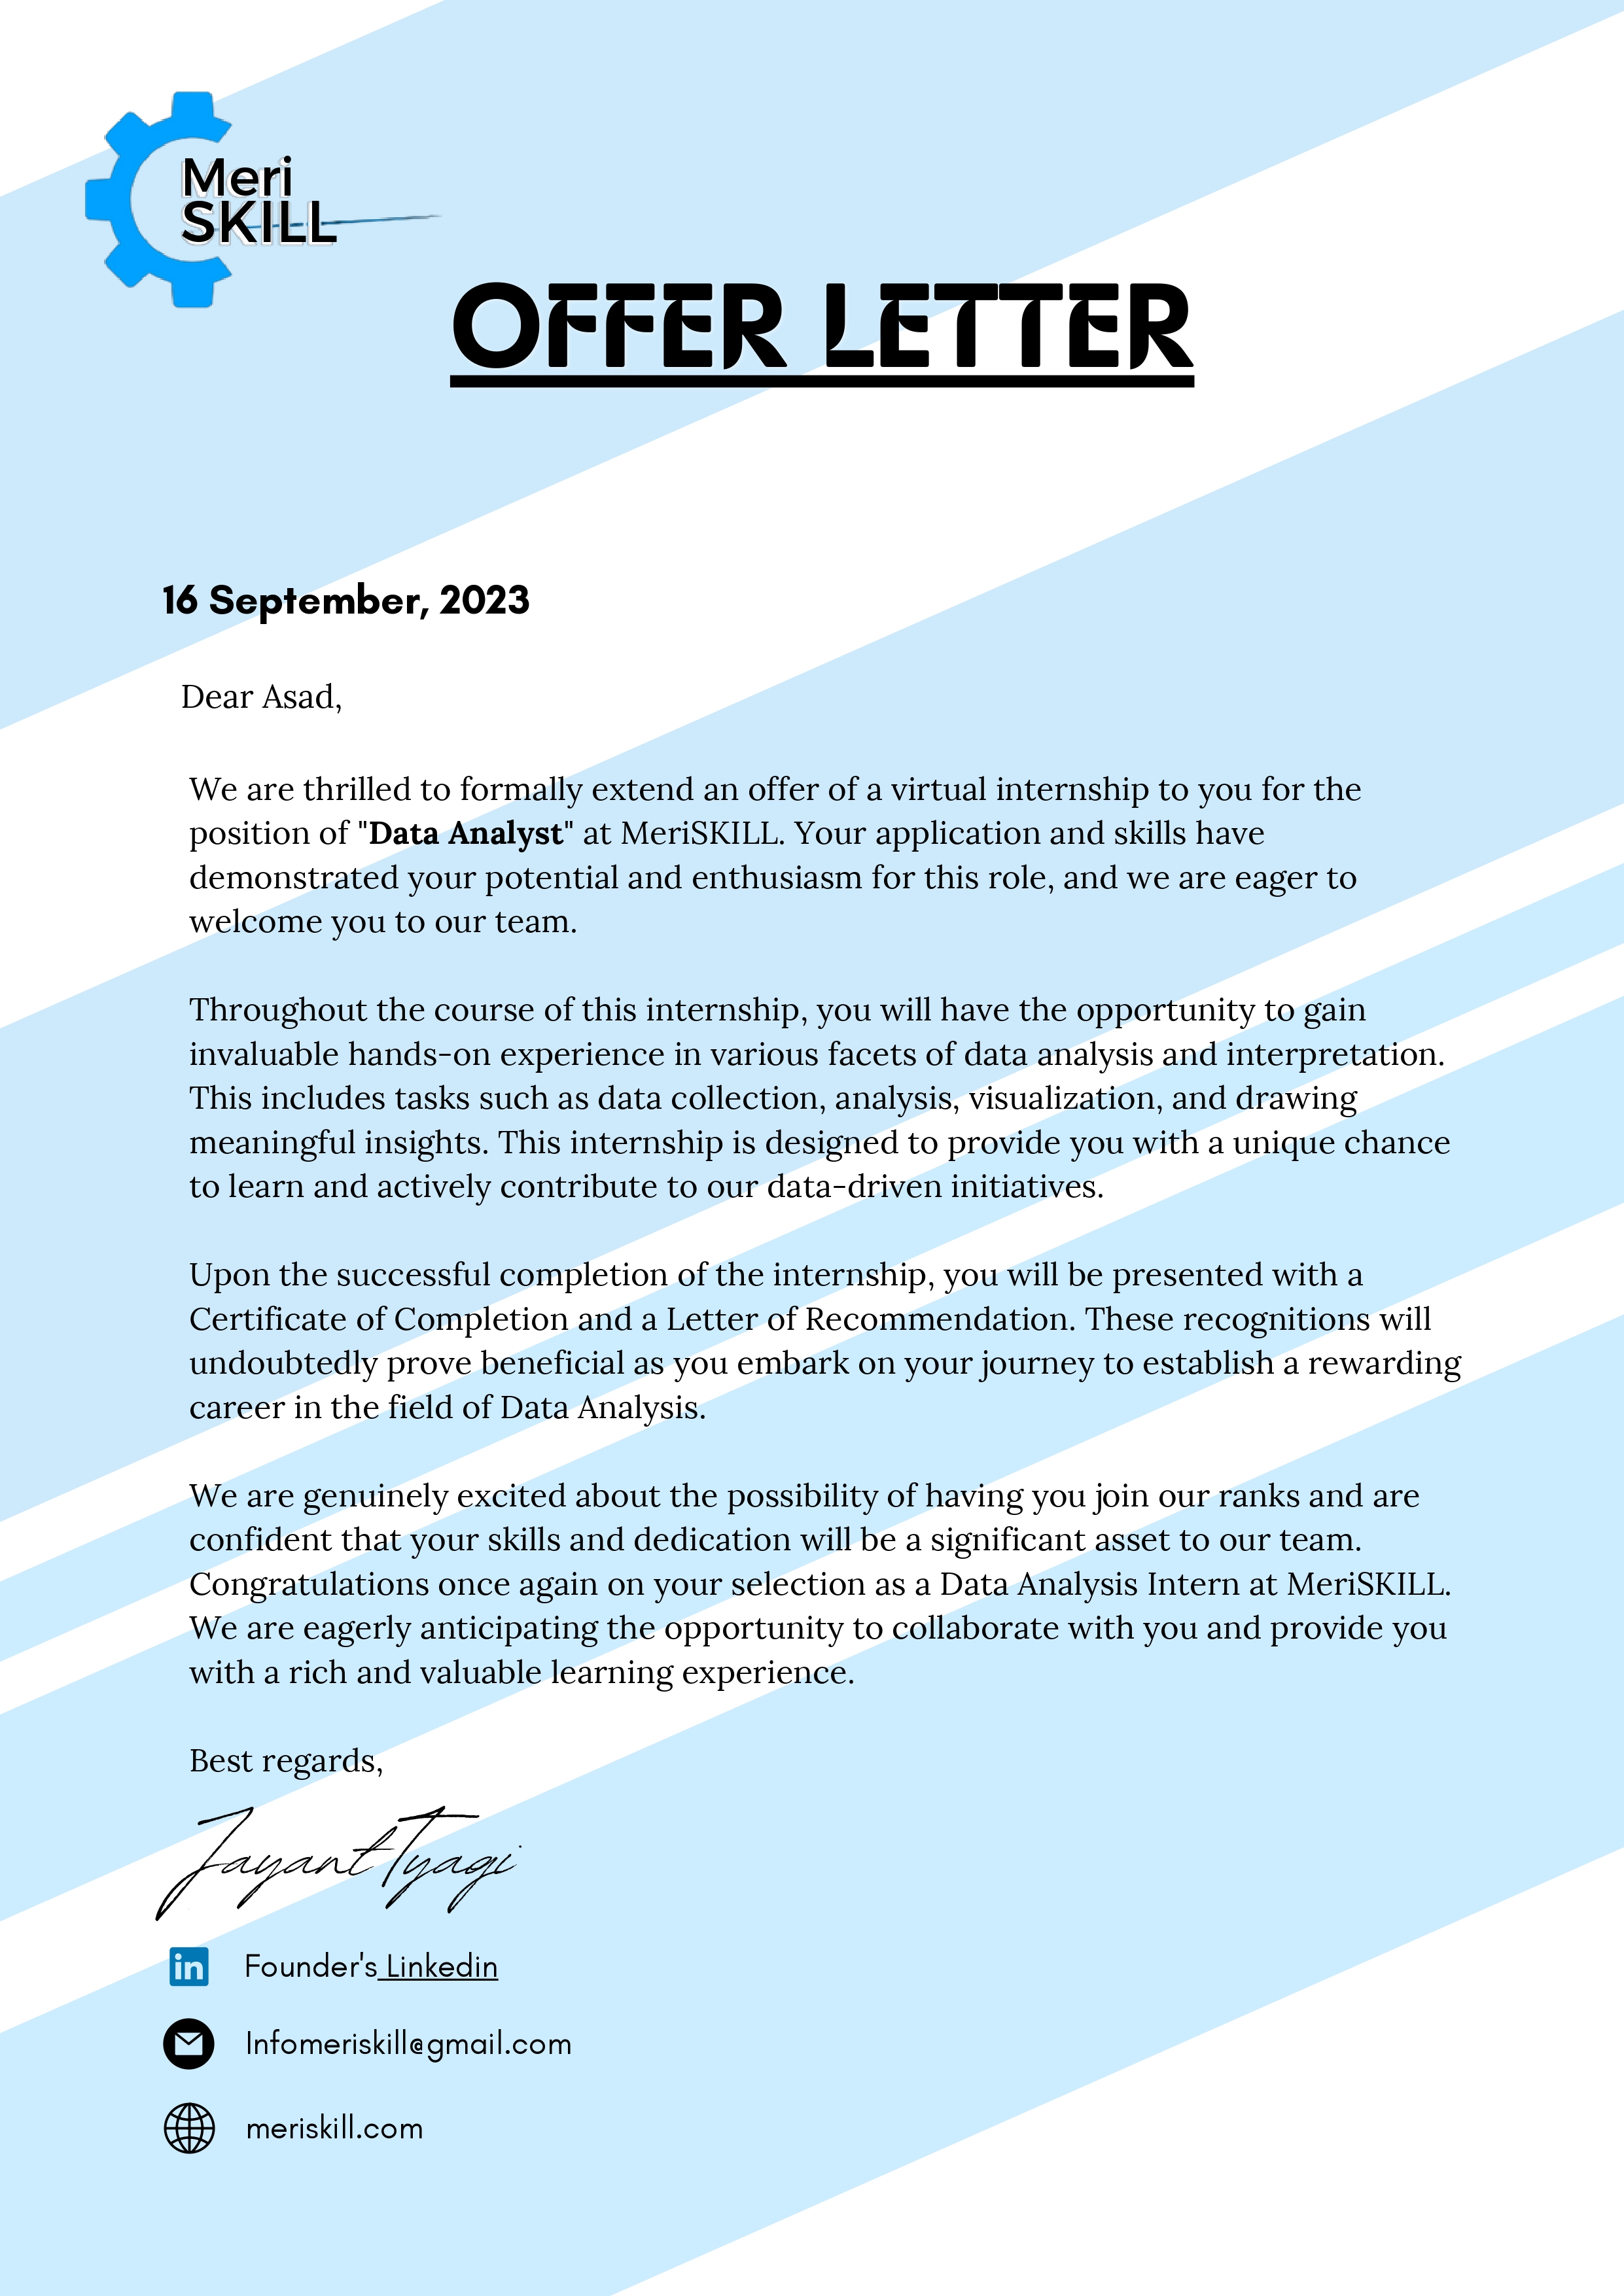 Meri
SKILL
OFFER LETTER
16 September, 2023
Dear Asad,
We are thrilled to formally extend an offer of a virtual internship to you for the
position of "Data Analyst" at MeriSKILL. Your application and skills have
demonstrated your potential and enthusiasm for this role, and we are eager to
welcome you to our team.
Throughout the course of this internship, you will have the opportunity to gain
invaluable hands-on experience in various facets of data analysis and interpretation.
This includes tasks such as data collection, analysis, visualization, and drawing
meaningful insights. This internship is designed to provide you with a unique chance
to learn and actively contribute to our data-driven initiatives.
Upon the successful completion of the internship, you will be presented with a
Certificate of Completion and a Letter of Recommendation. These recognitions will
undoubtedly prove beneficial as you embark on your journey to establish a rewarding
career in the field of Data Analysis.
We are genuinely excited about the possibility of having you join our ranks and are
confident that your skills and dedication will be a significant asset to our team.
Congratulations once again on your selection as a Data Analysis Intern at MeriSKILL.
We are eagerly anticipating the opportunity to collaborate with you and provide you
with a rich and valuable learning experience.
Best regards,
Jayant Tyagi
in Founder's Linkedin
Infomeriskill@gmail.com
meriskill.com